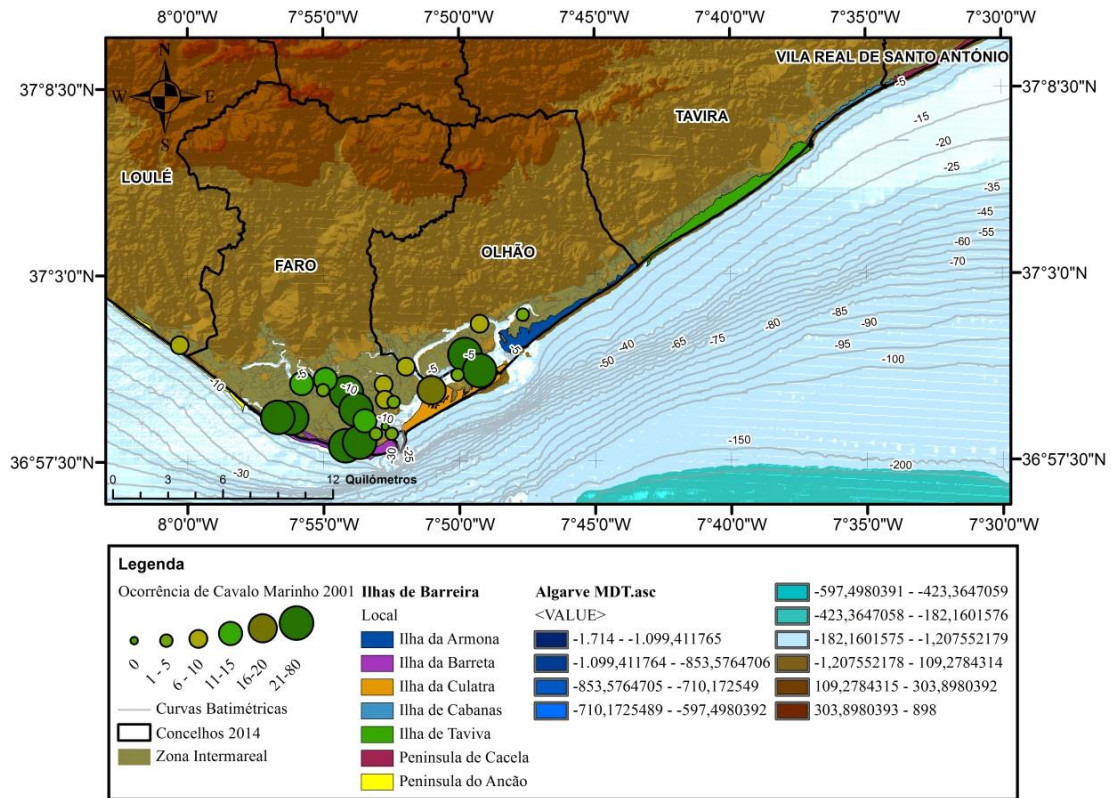 8°0'0"W 7°55'0"W 7°50'0"W 7°45'0"W 7°40'0"W 7°35'0"W 7°30'0"W
N
W E
S
VILA REAL DE SANTO ANTÓNIO
37°8'30"N 37°8'30"N
-5
TAVIRA
-15
-20
-25
LOULÉ
-35
-45
-55
-60
-70
OLHÃO
FARO
37°3'0"N 37°3'0"N
-85
-80
-90
-40
-65
-95
-5
-5
-100
-50
-5
-5
-10
-10
-10
-150
-30
-25
-200
-30
36°57'30"N 36°57'30"N
0 3 6 9 12 Quilómetros
8°0'0"W 7°55'0"W 7°50'0"W 7°45'0"W 7°40'0"W 7°35'0"W 7°30'0"W
Legenda
Ocorrência de Cavalo Marinho 2001
0
1 - 5
6 - 10
11-15
16-20
21-80
Curvas Batimétricas
Concelhos 2014
Zona Intermareal
Ilhas de Barreira
Local
Ilha da Armona
Ilha da Barreta
Ilha da Culatra
Ilha de Cabanas
Ilha de Taviva
Peninsula de Cacela
Peninsula do Ancão
Algarve MDT.asc
<VALUE>
-1.714 - -1.099,411765
-1.099,411764 - -853,5764706
-853,5764705 - -710,172549
-710,1725489 - -597,4980392
-597,4980391 - -423,3647059
-423,3647058 - -182,1601576
-182,1601575 - -1,207552179
-1,207552178 - 109,2784314
109,2784315 - 303,8980392
303,8980393 - 898